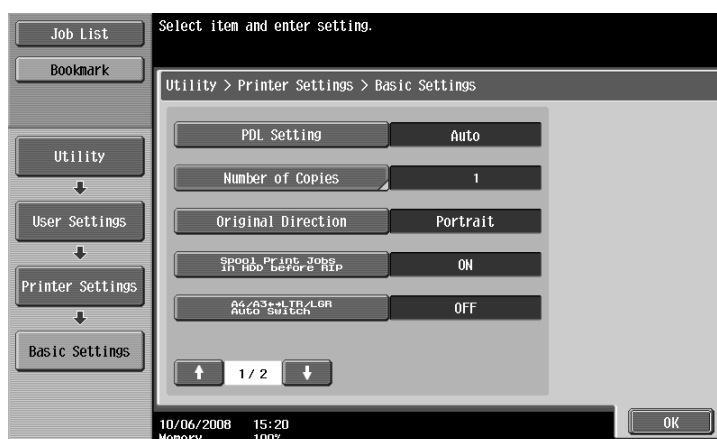 Job List
Bookmark
Select item and enter setting.
Utility > Printer Settings > Basic Settings
Utility
User Settings
Printer Settings
Basic Settings
PDL Setting
Auto
Number of Copies
1
Original Direction
Portrait
Spool Print Jobs
in HDD before RIP
ON
A4/A3↔LTR/LGR
Auto Switch
OFF
1/ 2
10/06/2008 15:20
Memory 100%
OK